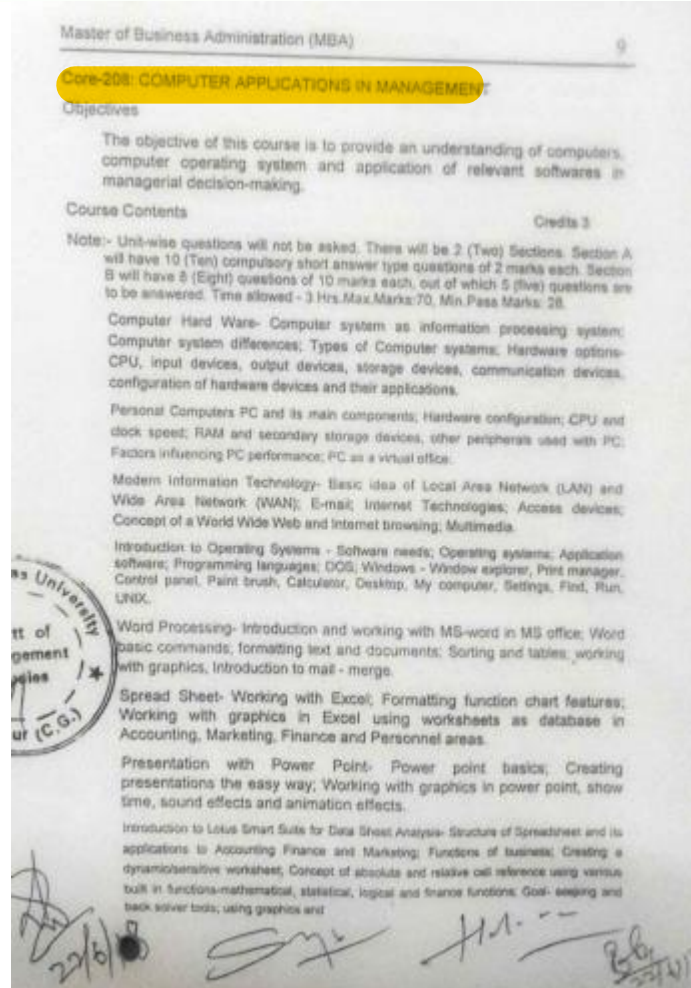 Master of Business Administration (MBA)
9
Core-208: COMPUTER APPLICATIONS IN MANAGEMENT
Objectives
The objective of this course is to provide an understanding of computers,
computer operating system and application of relevant softwares in
managerial decision-making.
Course Contents
Credits 3
Note:- Unit-wise questions will not be asked. There will be 2 (Two) Sections. Section A
will have 10 (Ten) compulsory short answer type questions of 2 marks each. Section
B will have 8 (Eight) questions of 10 marks each, out of which 5 (five) questions are
to be answered. Time allowed - 3 Hrs.Max.Marks:70, Min.Pass Marks: 28.
Computer Hard Ware- Computer system as information processing system;
Computer system differences; Types of Computer systems; Hardware options-
CPU, input devices, output devices, storage devices, communication devices,
configuration of hardware devices and their applications.
Personal Computers PC and its main components; Hardware configuration; CPU and
clock speed; RAM and secondary storage devices, other peripherals used with PC;
Factors influencing PC performance; PC as a virtual office.
Modern Information Technology- Basic idea of Local Area Network (LAN) and
Wide Area Network (WAN); E-mail; Internet Technologies; Access devices;
Concept of a World Wide Web and Internet browsing; Multimedia.
Introduction to Operating Systems - Software needs; Operating systems; Application
software; Programming languages; DOS; Windows - Window explorer, Print manager,
Control panel, Paint brush, Calculator, Desktop, My computer, Settings, Find, Run,
UNIX.
Word Processing- Introduction and working with MS-word in MS office; Word
basic commands; formatting text and documents; Sorting and tables; working
with graphics, Introduction to mail - merge.
Spread Sheet- Working with Excel; Formatting function chart features;
Working with graphics in Excel using worksheets as database in
Accounting, Marketing, Finance and Personnel areas.
Presentation with Power Point- Power point basics; Creating
presentations the easy way; Working with graphics in power point, show
time, sound effects and animation effects.
Introduction to Lotus Smart Suite for Data Sheet Analysis- Structure of Spreadsheet and its
applications to Accounting Finance and Marketing; Functions of business; Creating a
dynamic/sensitive worksheet; Concept of absolute and relative cell reference using various
built in functions-mathematical, statistical, logical and finance functions; Goal- seeking and
back solver tools; using graphics and
ss University
tt of
gement
ur (C.G.)